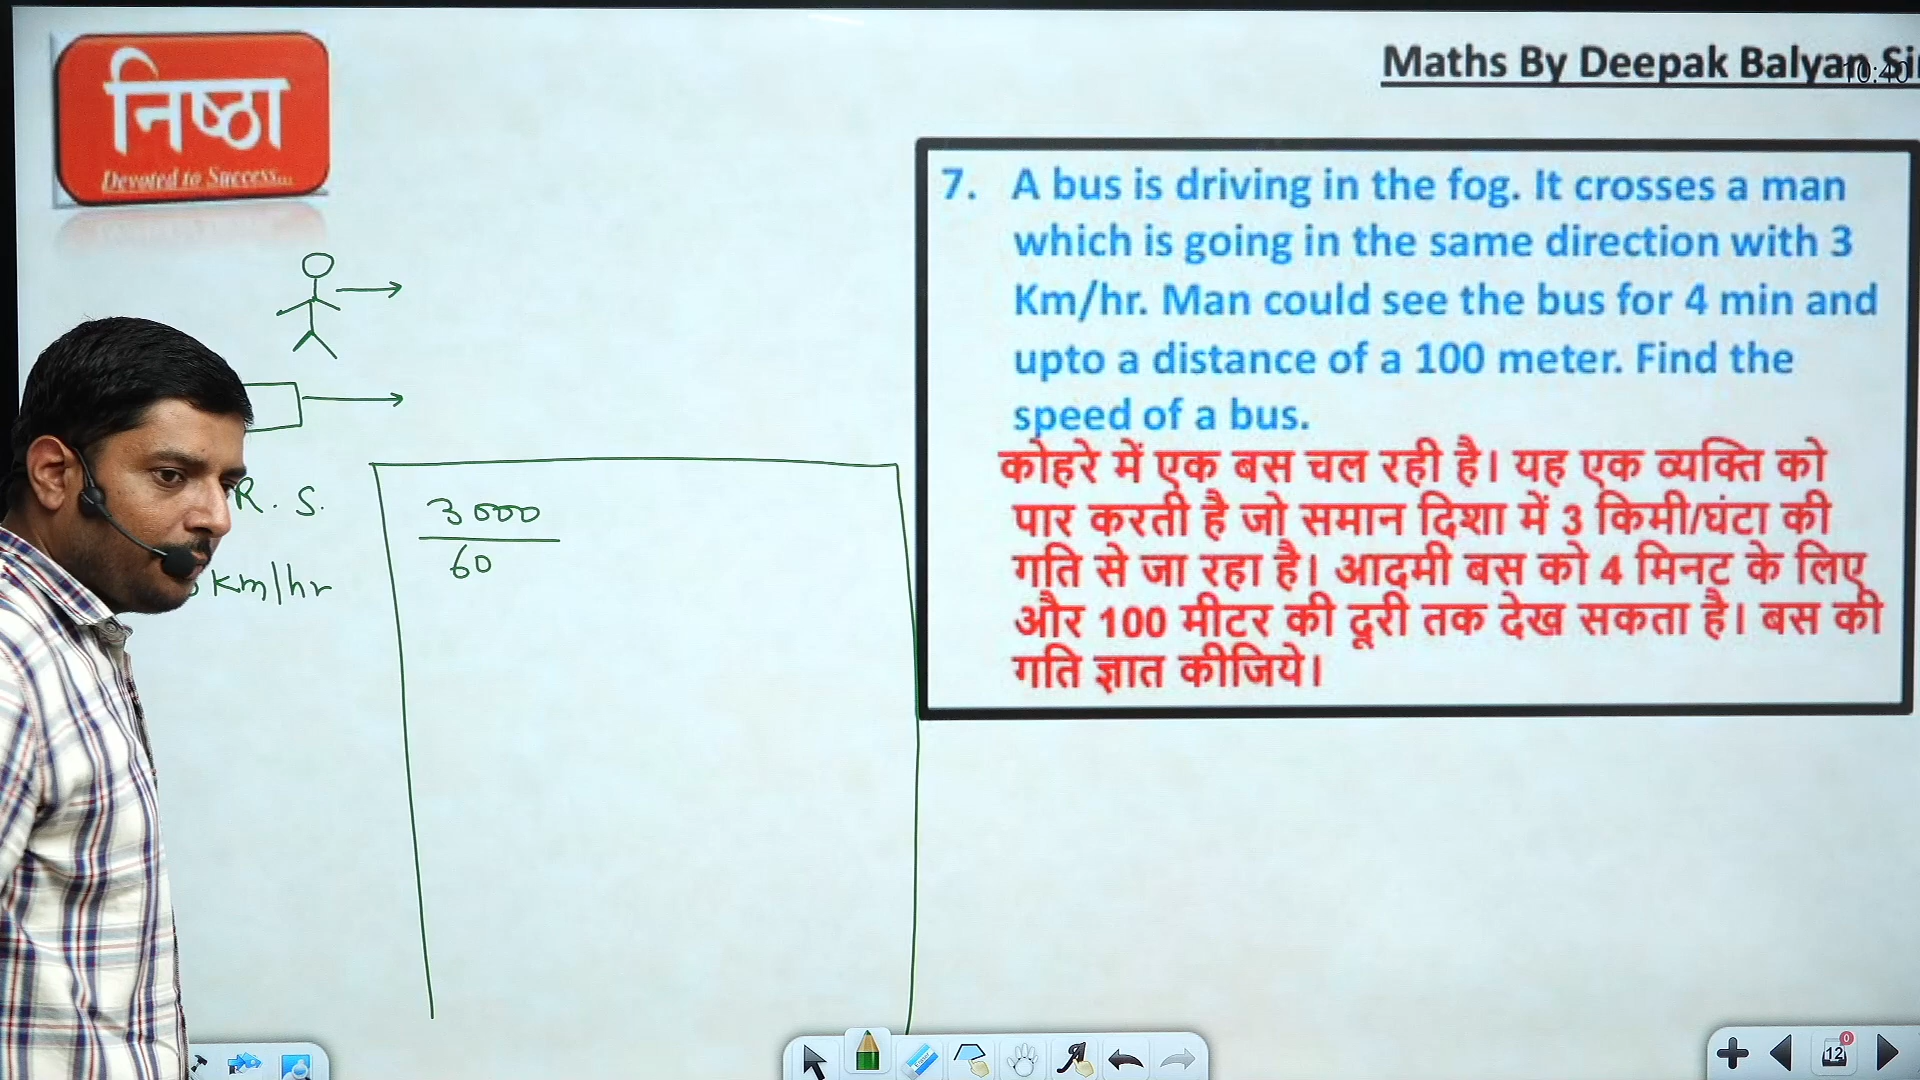 निष्ठा
Devoted to Success...
Maths By Deepak Balyan
10:40
7. A bus is driving in the fog. It crosses a man
which is going in the same direction with 3
Km/hr. Man could see the bus for 4 min and
upto a distance of a 100 meter. Find the
speed of a bus.
कोहरे में एक बस चल रही है। यह एक व्यक्ति को
पार करती है जो समान दिशा में 3 किमी/घंटा की
गति से जा रहा है। आदमी बस को 4 मिनट के लिए
और 100 मीटर की दूरी तक देख सकता है। बस की
गति ज्ञात कीजिये।
R. S.
km/hr
3000
60
12
0